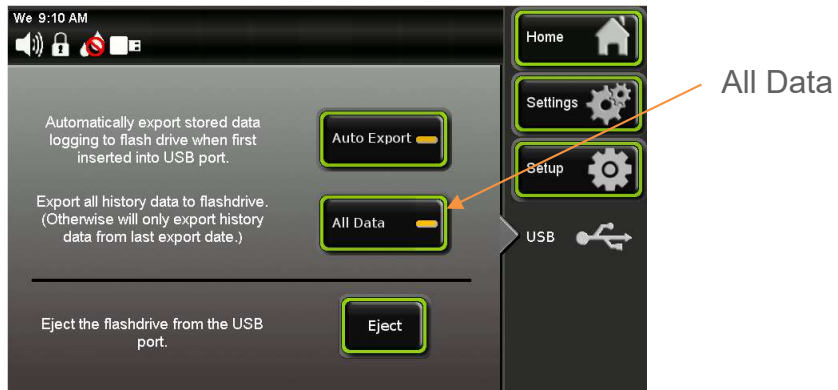 We 9:10 AM
Home
Settings
Setup
USB
Automatically export stored data
logging to flash drive when first
inserted into USB port.
Auto Export
Export all history data to flashdrive.
(Otherwise will only export history
data from last export date.)
All Data
Eject the flashdrive from the USB
port.
Eject
All Data